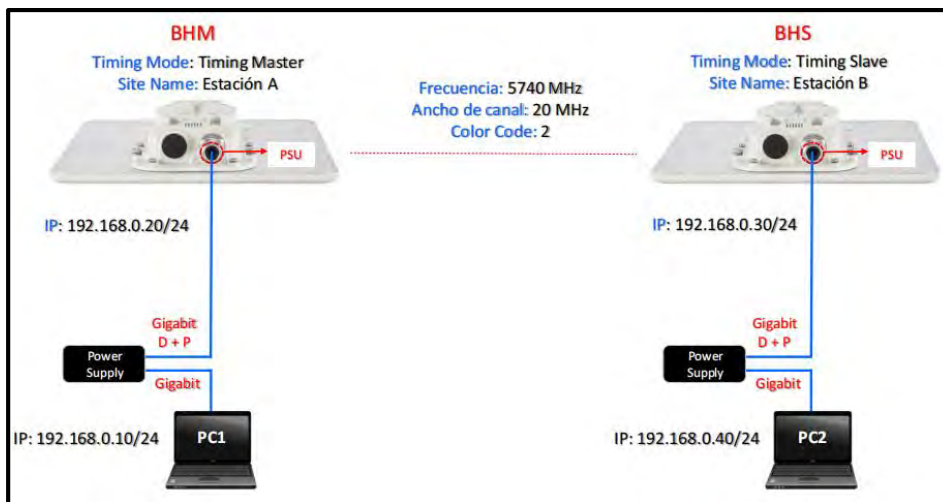 BHM
Timing Mode: Timing Master
Site Name: Estación A
PSU
IP: 192.168.0.20/24
Gigabit
D + P
Power
Supply
Gigabit
IP: 192.168.0.10/24
PC1
Frecuencia: 5740 MHz
Ancho de canal: 20 MHz
Color Code: 2
BHS
Timing Mode: Timing Slave
Site Name: Estación B
PSU
IP: 192.168.0.30/24
Gigabit
D + P
Power
Supply
Gigabit
IP: 192.168.0.40/24
PC2